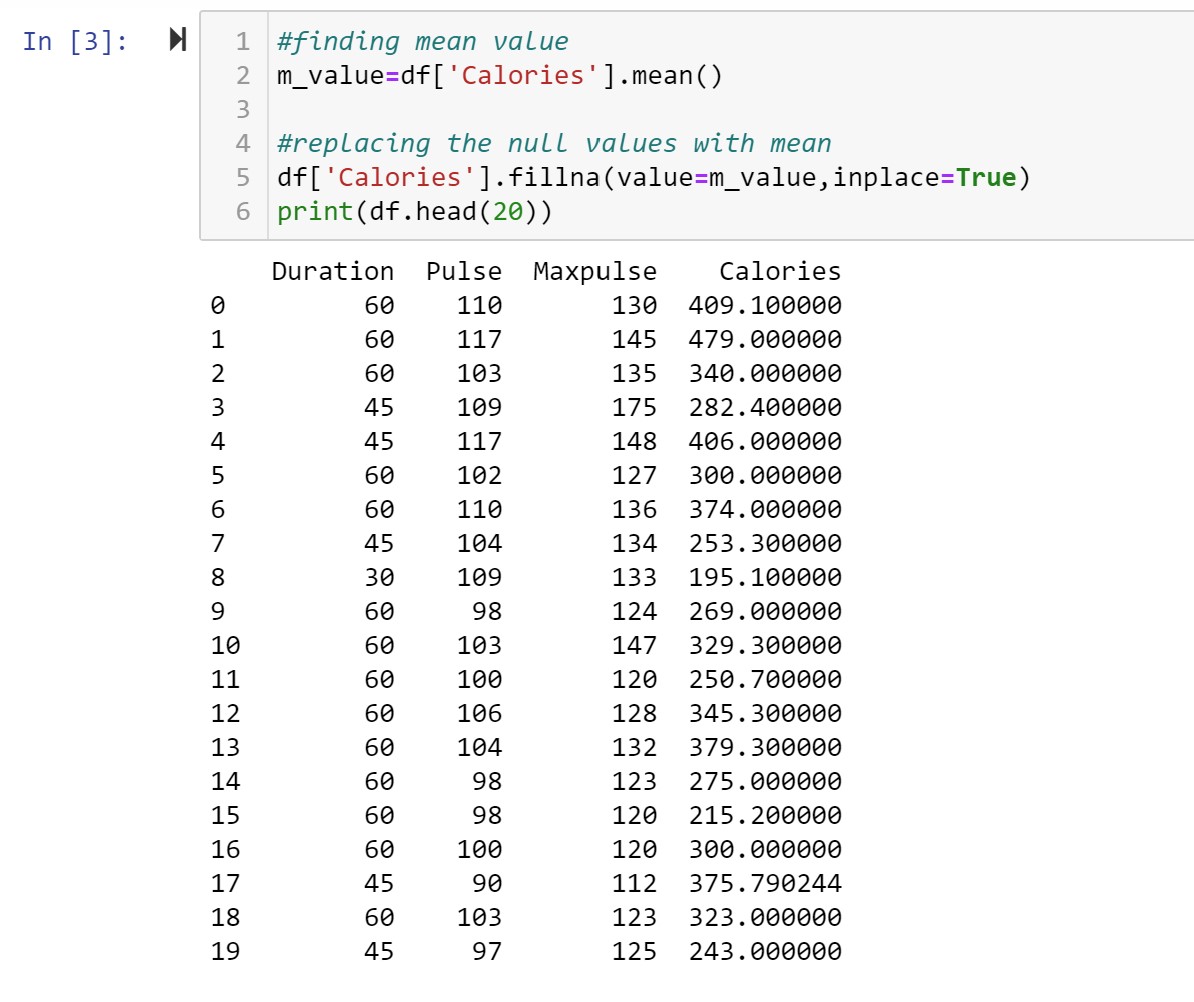 In [3]:
1 #finding mean value
2 m_value=df['Calories'].mean()
3
4 #replacing the null values with mean
5 df['Calories'].fillna(value=m_value,inplace=True)
6 print(df.head(20))
Duration Pulse Maxpulse Calories
0 60 110 130 409.100000
1 60 117 145 479.000000
2 60 103 135 340.000000
3 45 109 175 282.400000
4 45 117 148 406.000000
5 60 102 127 300.000000
6 60 110 136 374.000000
7 45 104 134 253.300000
8 30 109 133 195.100000
9 60 98 124 269.000000
10 60 103 147 329.300000
11 60 100 120 250.700000
12 60 106 128 345.300000
13 60 104 132 379.300000
14 60 98 123 275.000000
15 60 98 120 215.200000
16 60 100 120 300.000000
17 45 90 112 375.790244
18 60 103 123 323.000000
19 45 97 125 243.000000